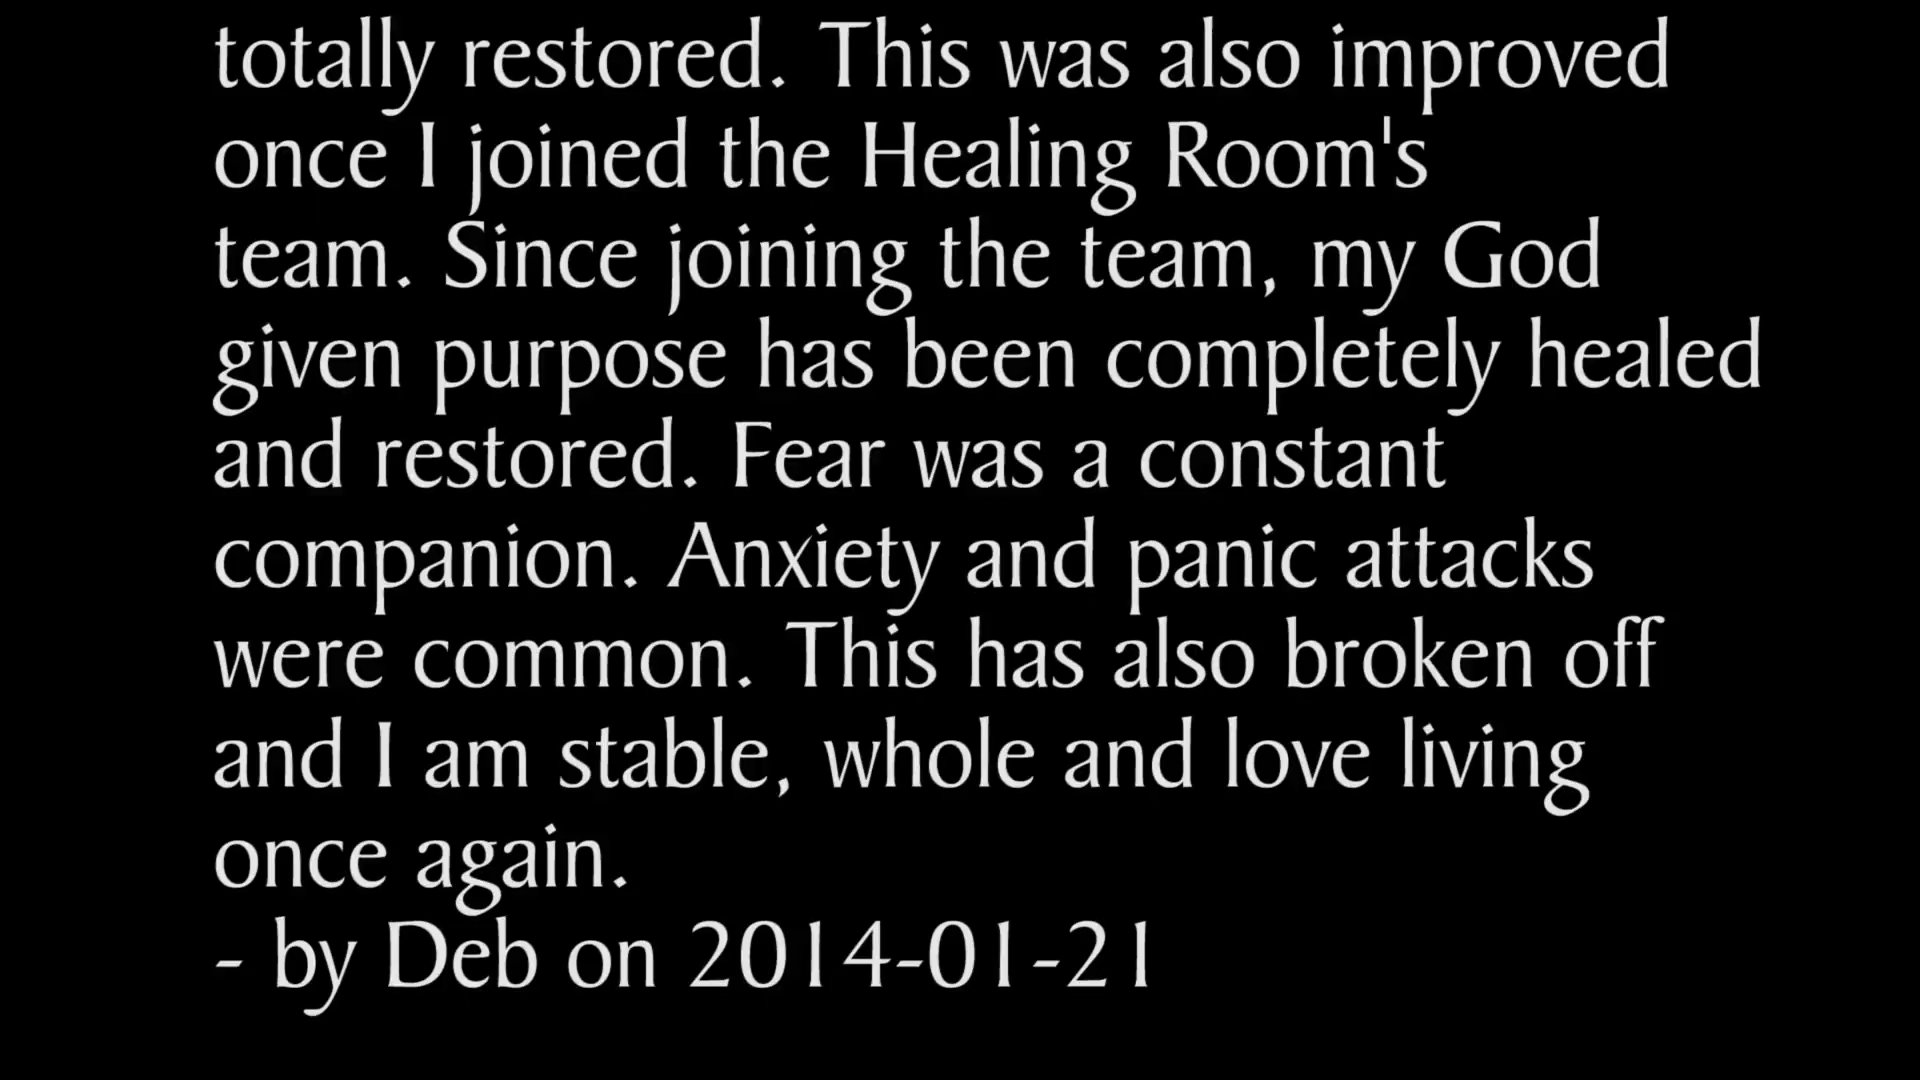 totally restored. This was also improved
once I joined the Healing Room's
team. Since joining the team, my God
given purpose has been completely healed
and restored. Fear was a constant
companion. Anxiety and panic attacks
were common. This has also broken off
and I am stable, whole and love living
once again.
- by Deb on 2014-01-21